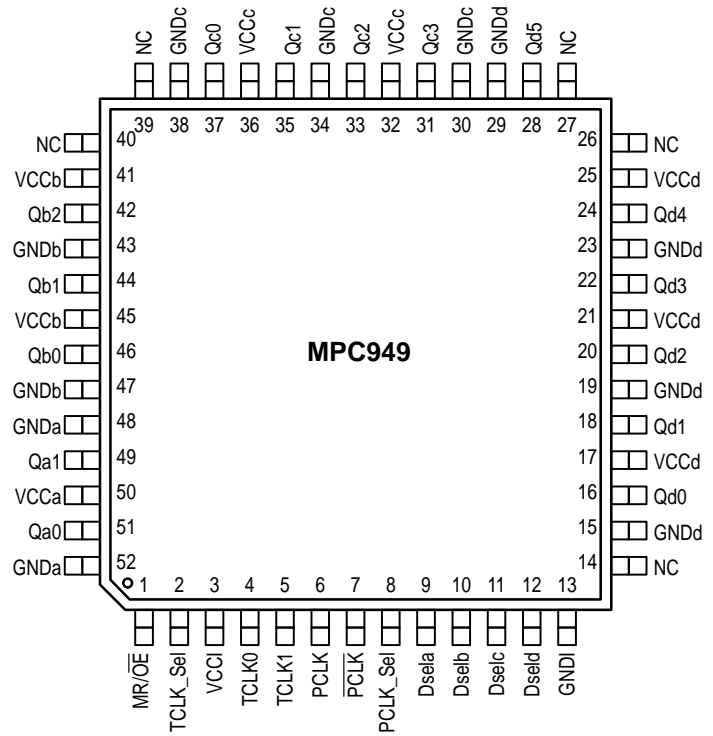 NC GNDc Qc0 VCCc Qc1 GNDc Qc2 VCCc Qc3 GNDc GNDd Qd5 NC
39 38 37 36 35 34 33 32 31 30 29 28 27
NC 40 26 NC
VCCb 41 25 VCCd
Qb2 42 24 Qd4
GNDb 43 23 GNDd
Qb1 44 22 Qd3
VCCb 45 21 VCCd
Qb0 46 MPC949 20 Qd2
GNDb 47 19 GNDd
GNDa 48 18 Qd1
Qa1 49 17 VCCd
VCCa 50 16 Qd0
Qa0 51 15 GNDd
GNDa 52 14 NC
1 2 3 4 5 6 7 8 9 10 11 12 13
MR/O̅E̅ TCLK_Sel VCCI TCLK0 TCLK1 PCLK P̅C̅L̅K̅ PCLK_Sel Dsela Dselb Dselc Dseld GNDI